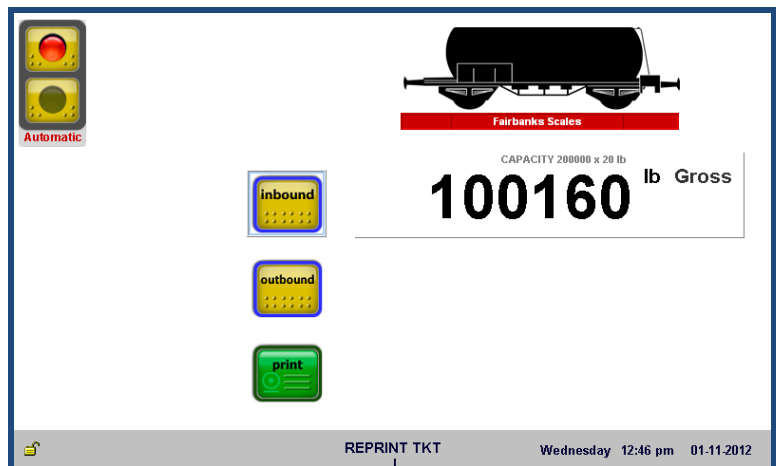 Automatic
Fairbanks Scales
CAPACITY 200000 x 20 lb
100160 lb Gross
inbound
outbound
print
REPRINT TKT Wednesday 12:46 pm 01-11-2012